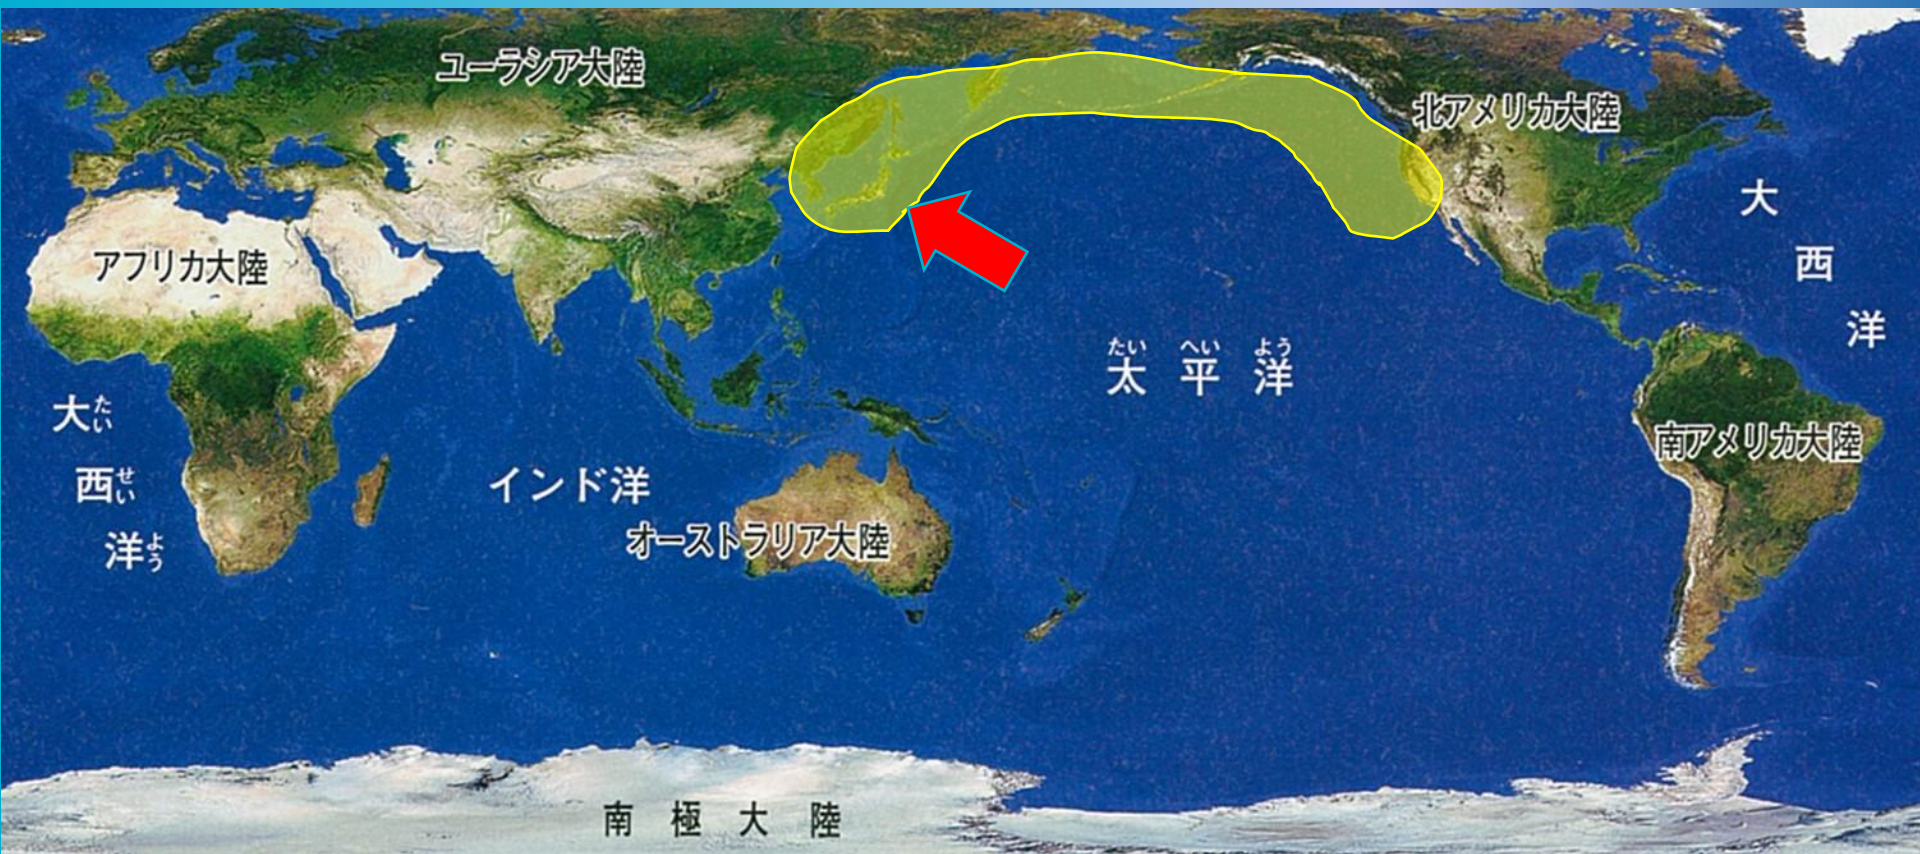 ユーラシア大陸
北アメリカ大陸
アフリカ大陸
大西洋
たい へい よう
太平洋
大西洋
たいせいよう
インド洋
オーストラリア大陸
南アメリカ大陸
南極大陸